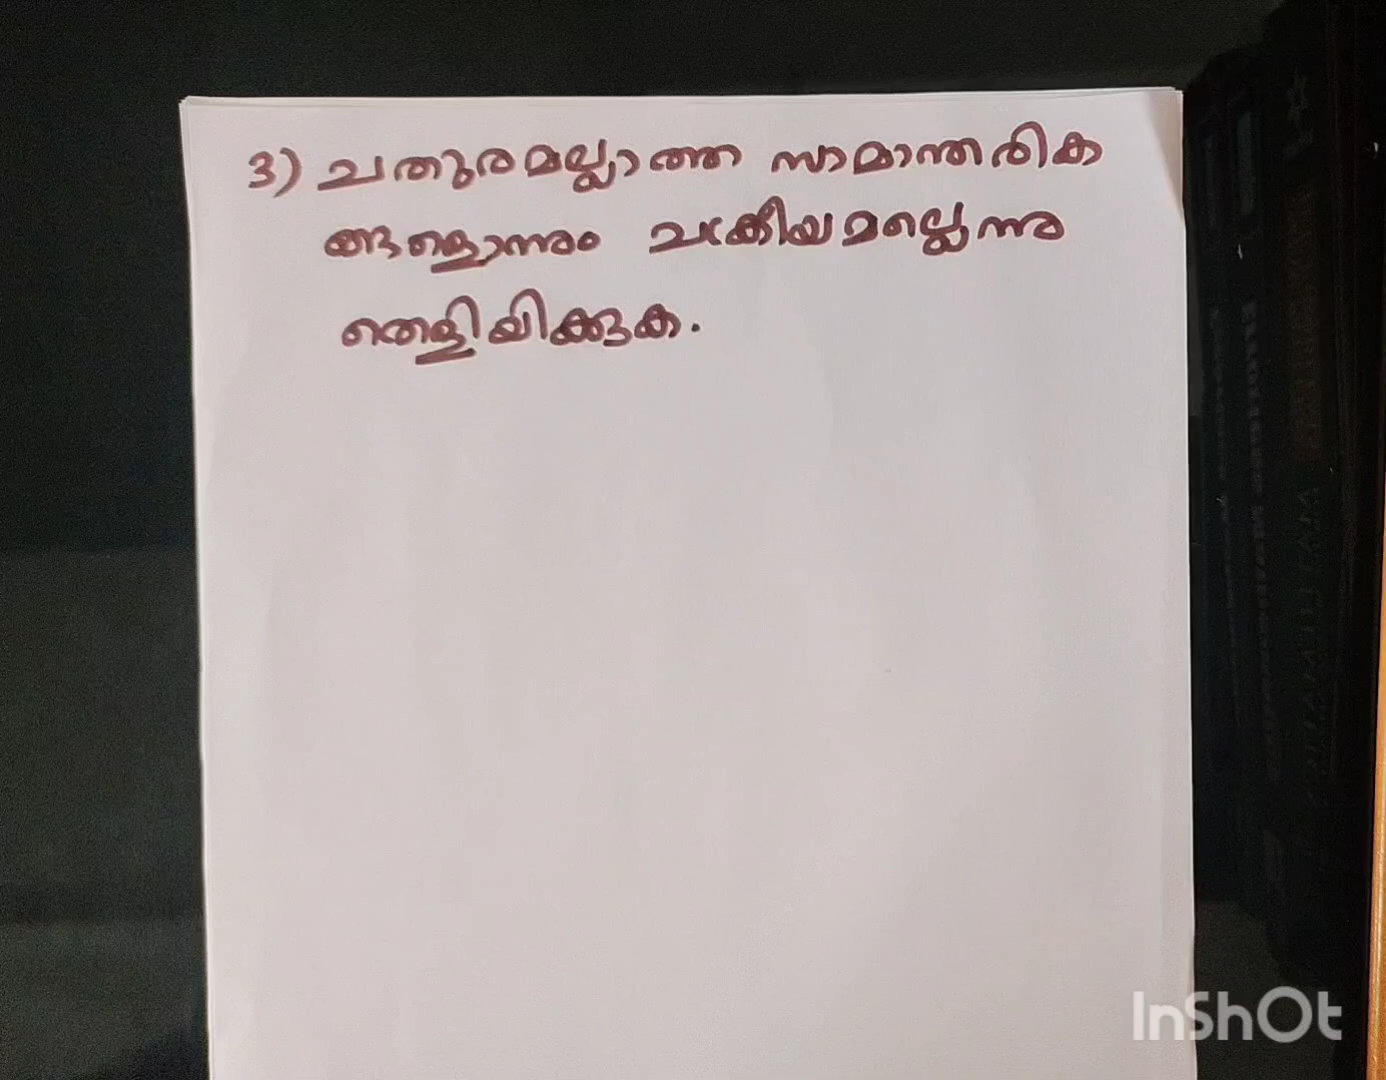 3) ചതുരമല്ലാത്ത സാമാന്തരിക
ങ്ങളൊന്നും ചക്രീയമല്ലെന്നു
തെളിയിക്കുക.
InShOt